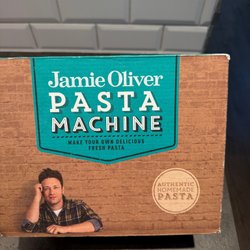 Jamie Oliver
PASTA
MACHINE
MAKE YOUR OWN DELICIOUS
FRESH PASTA
AUTHENTIC
HOMEMADE
PASTA